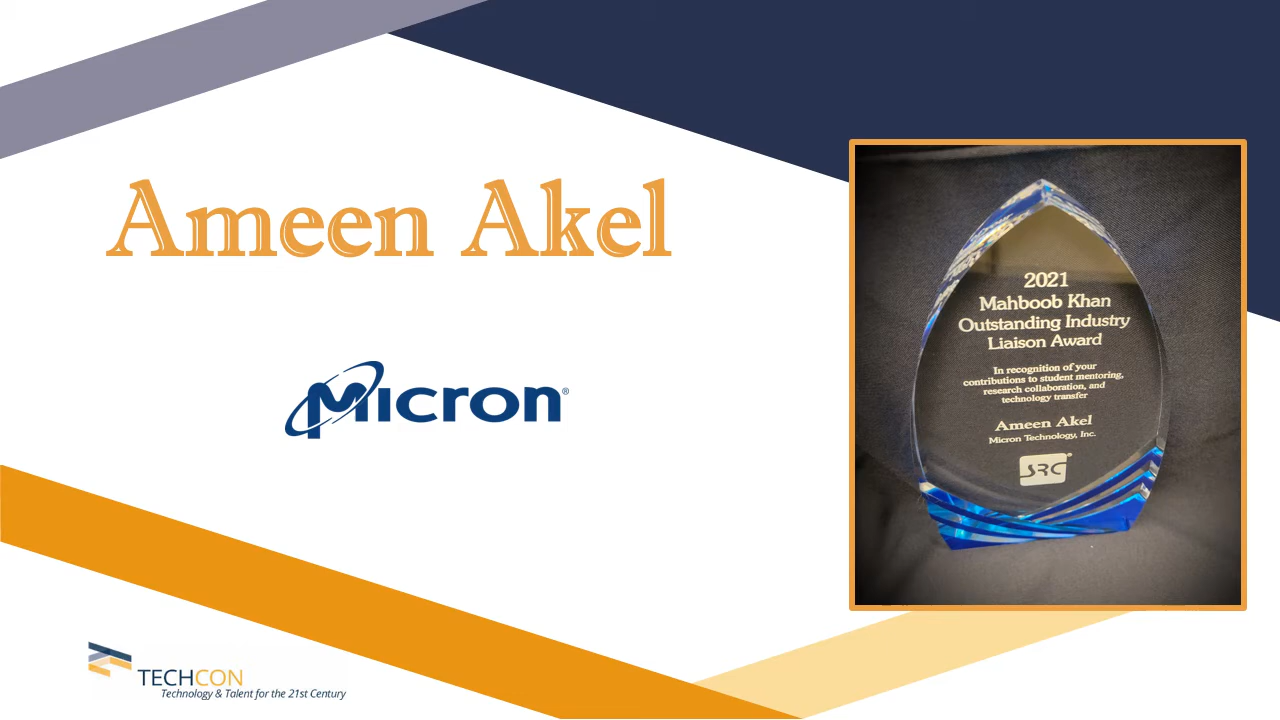 Ameen Akel
Micron®
2021
Mahboob Khan
Outstanding Industry
Liaison Award
In recognition of your
contributions to student mentoring,
research collaboration, and
technology transfer
Ameen Akel
Micron Technology, Inc.
SRC®
TECHCON
Technology & Talent for the 21st Century